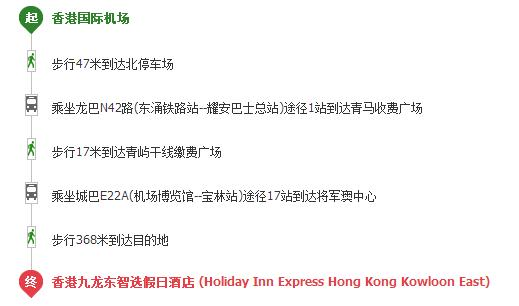 起 香港国际机场
步行47米到达北停车场
乘坐龙巴N42路(东涌铁路站--耀安巴士总站)途径1站到达青马收费广场
步行17米到达青屿干线缴费广场
乘坐城巴E22A(机场博览馆--宝林站)途径17站到达将军澳中心
步行368米到达目的地
终 香港九龙东智选假日酒店 (Holiday Inn Express Hong Kong Kowloon East)